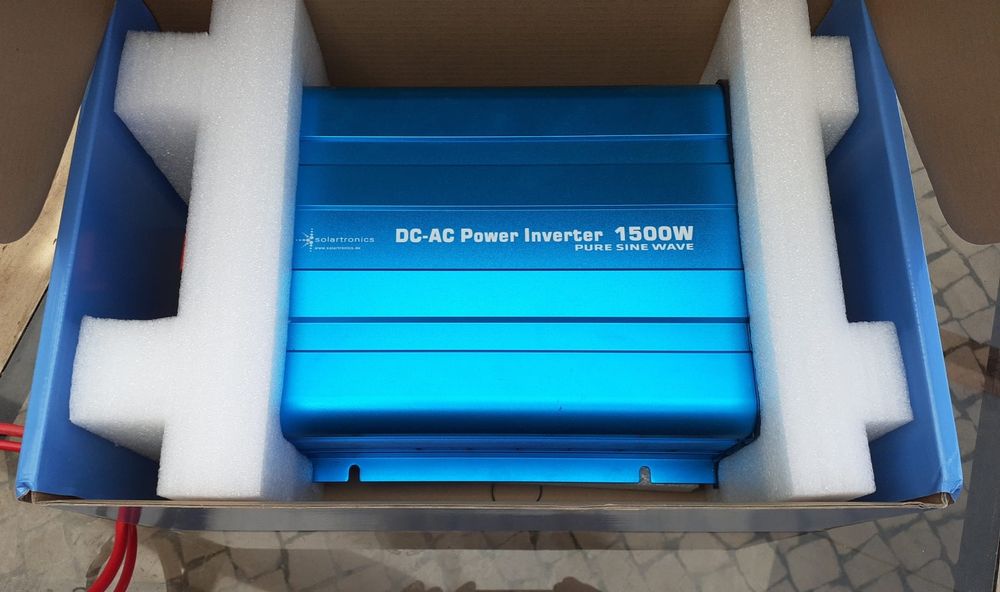 solartronics
www.solartronics.de
DC-AC Power Inverter 1500W
PURE SINE WAVE